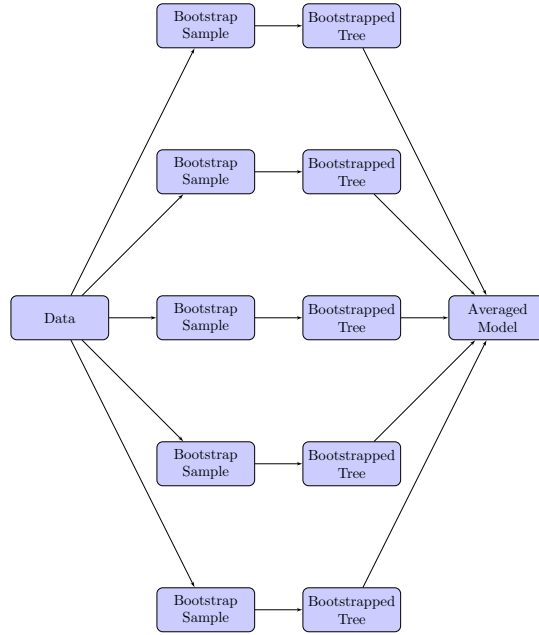 Bootstrap
Sample
Bootstrapped
Tree
Bootstrap
Sample
Bootstrapped
Tree
Data
Bootstrap
Sample
Bootstrapped
Tree
Averaged
Model
Bootstrap
Sample
Bootstrapped
Tree
Bootstrap
Sample
Bootstrapped
Tree